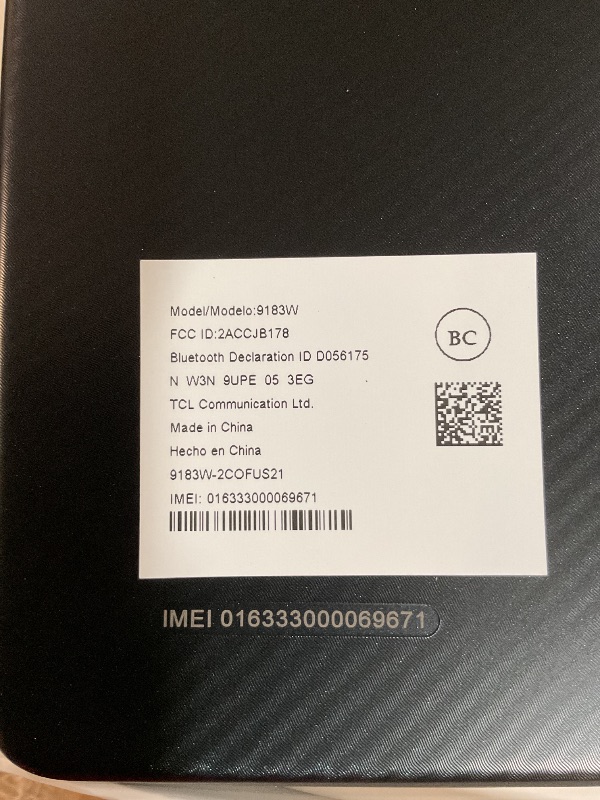 Model/Modelo:9183W
FCC ID:2ACCJB178
Bluetooth Declaration ID D056175
N W3N 9UPE 05 3EG
TCL Communication Ltd.
Made in China
Hecho en China
9183W-2COFUS21
IMEI: 016333000069671
BC
IMEI 016333000069671